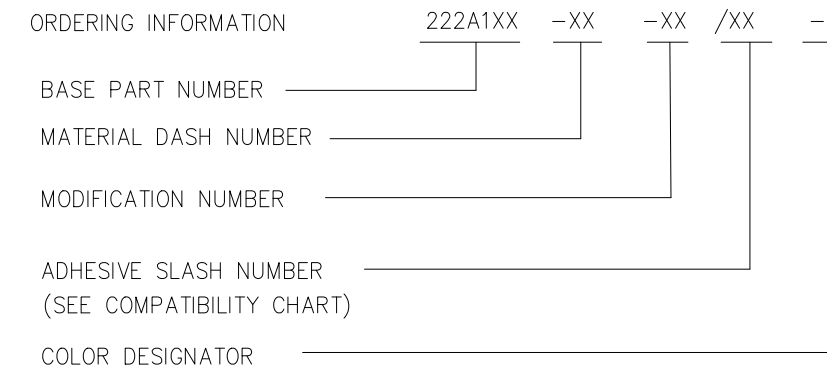 ORDERING INFORMATION 222A1XX -XX -XX /XX -
BASE PART NUMBER
MATERIAL DASH NUMBER
MODIFICATION NUMBER
ADHESIVE SLASH NUMBER
(SEE COMPATIBILITY CHART)
COLOR DESIGNATOR